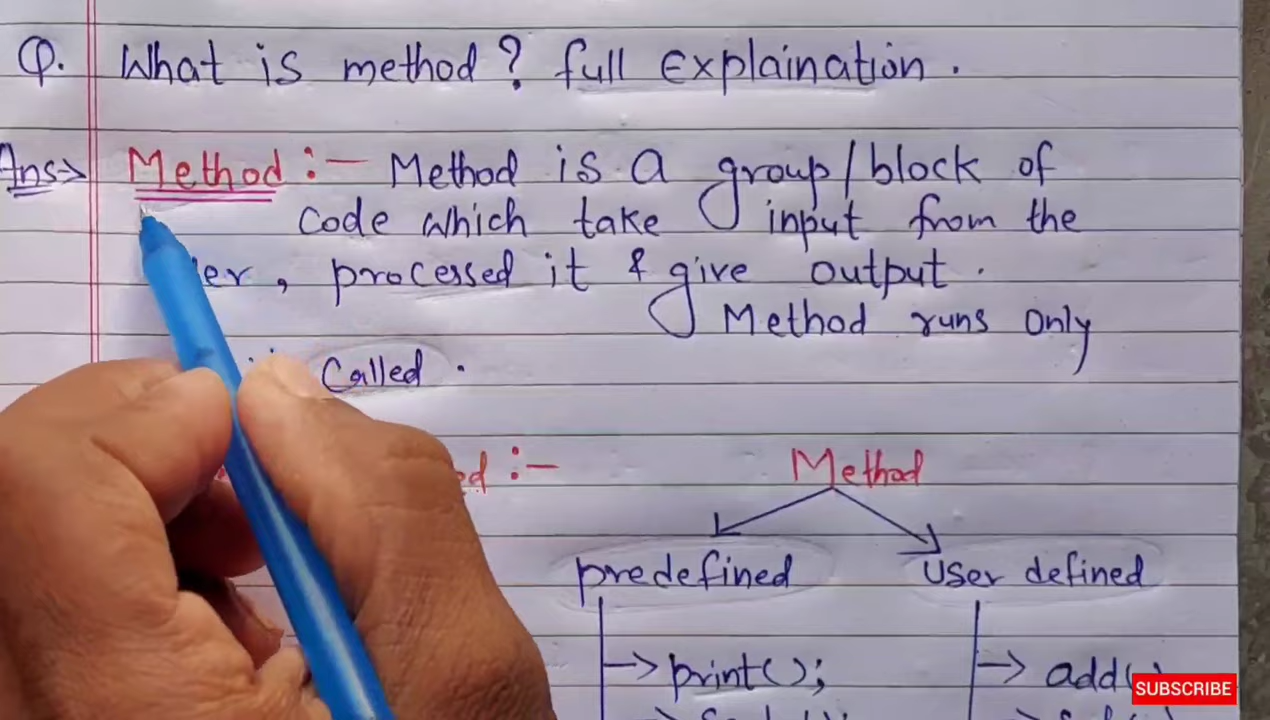 Q. What is method? full explaination.
Ans> Method :- Method is a group/block of
code which take input from the
, processed it & give output.
Method runs only
called.
:- Method
predefined User defined
print(); add(
SUBSCRIBE